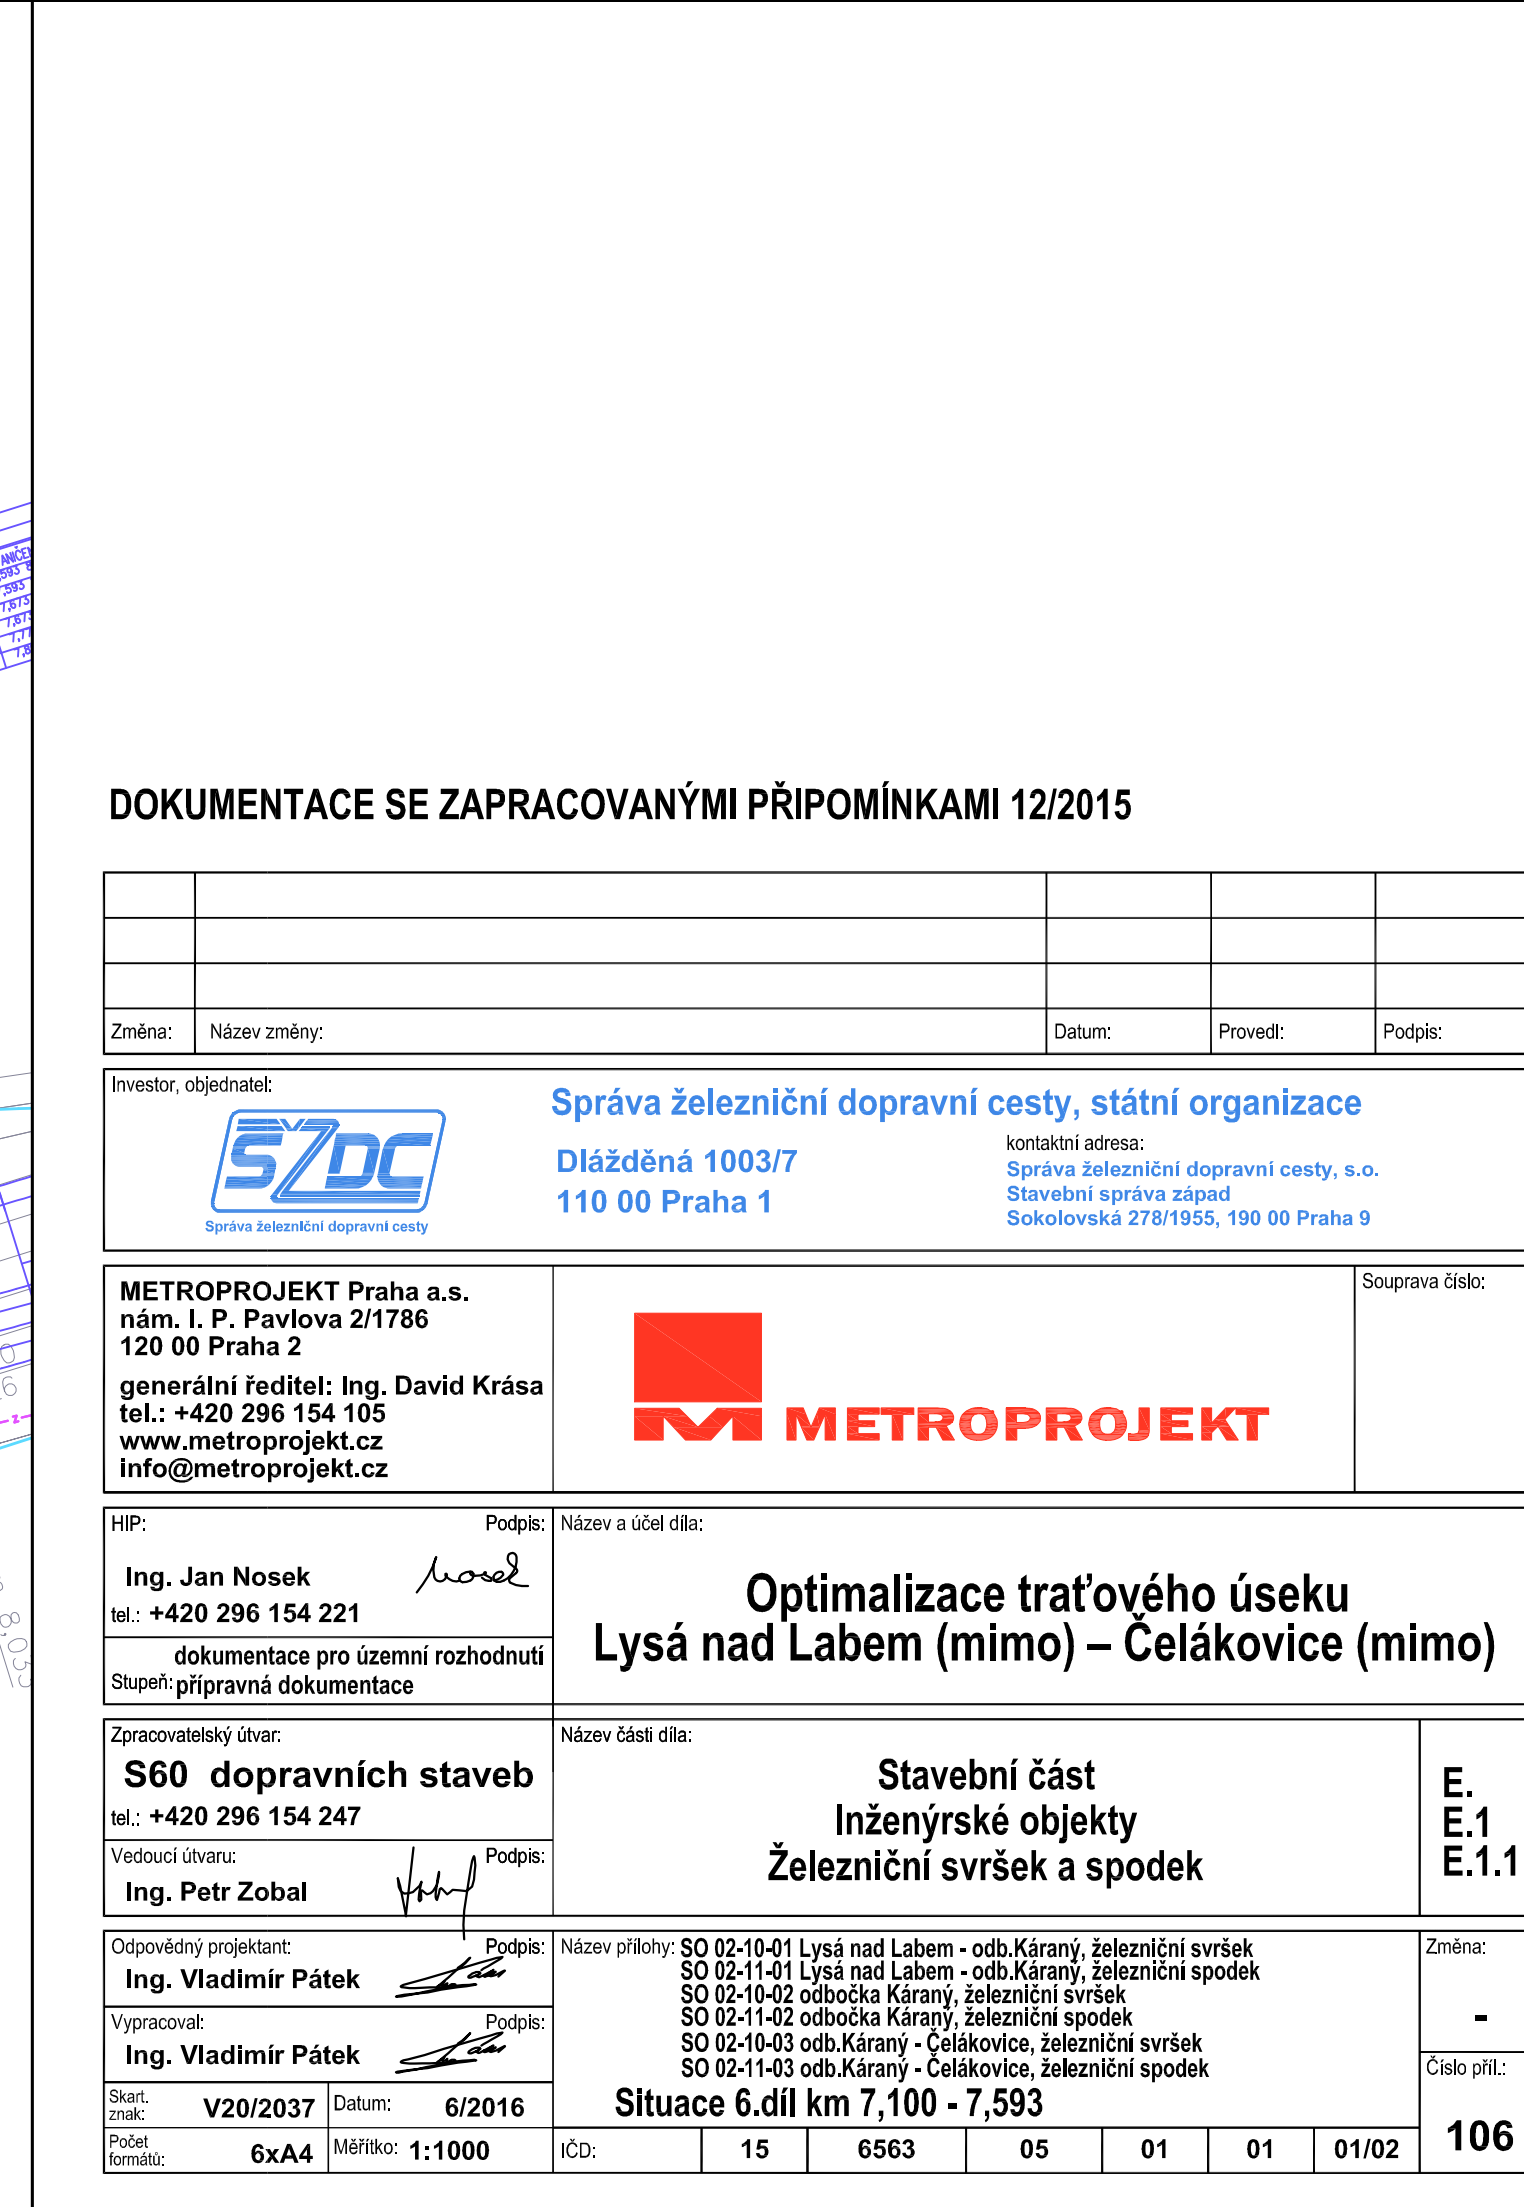 DOKUMENTACE SE ZAPRACOVANÝMI PŘIPOMÍNKAMI 12/2015
Změna: Název změny: Datum: Provedl: Podpis:
Investor, objednatel:
SŽDC
Správa železniční dopravní cesty
Správa železniční dopravní cesty, státní organizace
Dlážděná 1003/7
110 00 Praha 1
kontaktní adresa:
Správa železniční dopravní cesty, s.o.
Stavební správa západ
Sokolovská 278/1955, 190 00 Praha 9
METROPROJEKT Praha a.s.
nám. I. P. Pavlova 2/1786
120 00 Praha 2
generální ředitel: Ing. David Krása
tel.: +420 296 154 105
www.metroprojekt.cz
info@metroprojekt.cz
METROPROJEKT
Souprava číslo:
HIP: Podpis:
Ing. Jan Nosek Nosek
tel.: +420 296 154 221
dokumentace pro územní rozhodnutí
Stupeň: přípravná dokumentace
Název a účel díla:
Optimalizace traťového úseku
Lysá nad Labem (mimo) – Čelákovice (mimo)
Zpracovatelský útvar:
S60 dopravních staveb
tel.: +420 296 154 247
Vedoucí útvaru: Podpis:
Ing. Petr Zobal
Název části díla:
Stavební část
Inženýrské objekty
Železniční svršek a spodek
E.
E.1
E.1.1
Odpovědný projektant: Podpis:
Ing. Vladimír Pátek
Vypracoval: Podpis:
Ing. Vladimír Pátek
Skart. znak: V20/2037 Datum: 6/2016
Počet formátů: 6xA4 Měřítko: 1:1000
Název přílohy: SO 02-10-01 Lysá nad Labem - odb.Káraný, železniční svršek
SO 02-11-01 Lysá nad Labem - odb.Káraný, železniční spodek
SO 02-10-02 odbočka Káraný, železniční svršek
SO 02-11-02 odbočka Káraný, železniční spodek
SO 02-10-03 odb.Káraný - Čelákovice, železniční svršek
SO 02-11-03 odb.Káraný - Čelákovice, železniční spodek
Situace 6.díl km 7,100 - 7,593
IČD: 15 6563 05 01 01 01/02
Změna:
-
Číslo příl.:
106
8,035